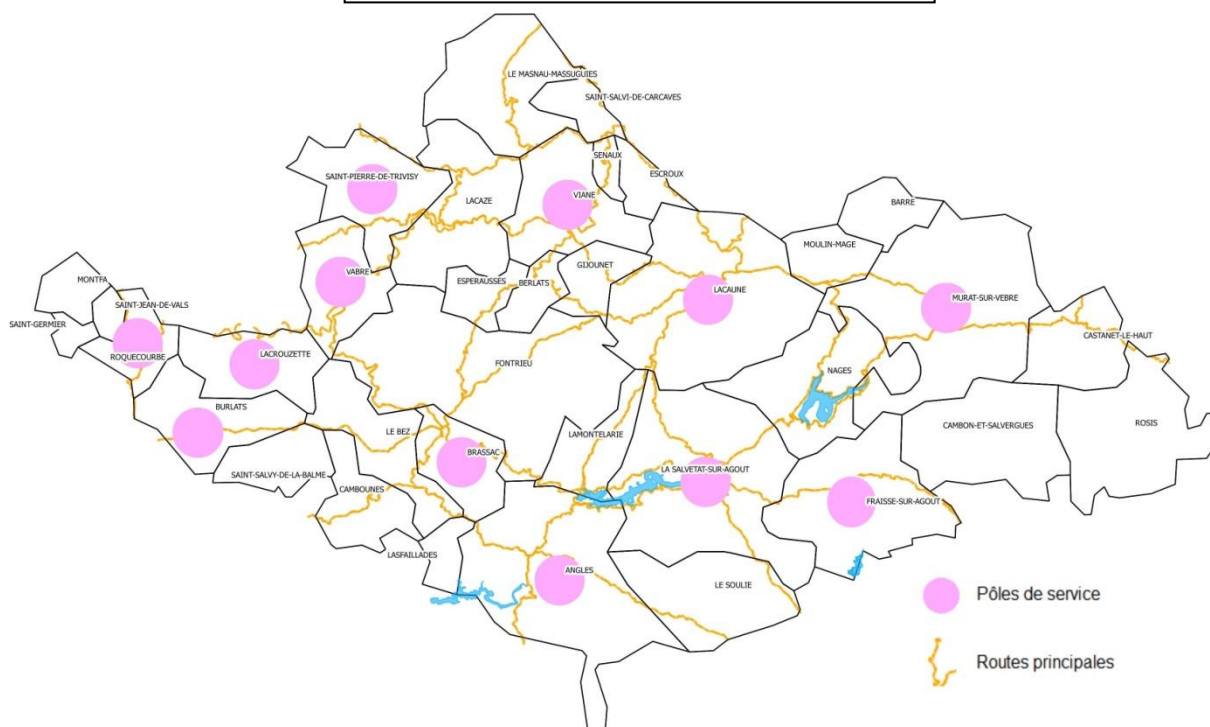 LE MASNAU-MASSUGUIES
SAINT-SALVI-DE-CARCAVES
SENAUX
ESCROUX
SAINT-PIERRE-DE-TRIVISY
LACAZE
VIANE
BARRE
MOULIN-MAGE
MONTFA
VABRE
ESPERAUSSES
BERLATS
GIJOUNET
LACAUNE
MURAT-SUR-VEBRE
SAINT-JEAN-DE-VALS
SAINT-GERMIER
CASTANET-LE-HAUT
ROQUECOURBE
LACROUZETTE
FONTRIEU
NAGES
BURLATS
LE BEZ
LAMONTELARIE
CAMBON-ET-SALVERGUES
ROSIS
BRASSAC
SAINT-SALVY-DE-LA-BALME
LA SALVETAT-SUR-AGOUT
CAMBOUNES
FRAISSE-SUR-AGOUT
LASFAILLADES
ANGLES
LE SOULIE
Pôles de service
Routes principales